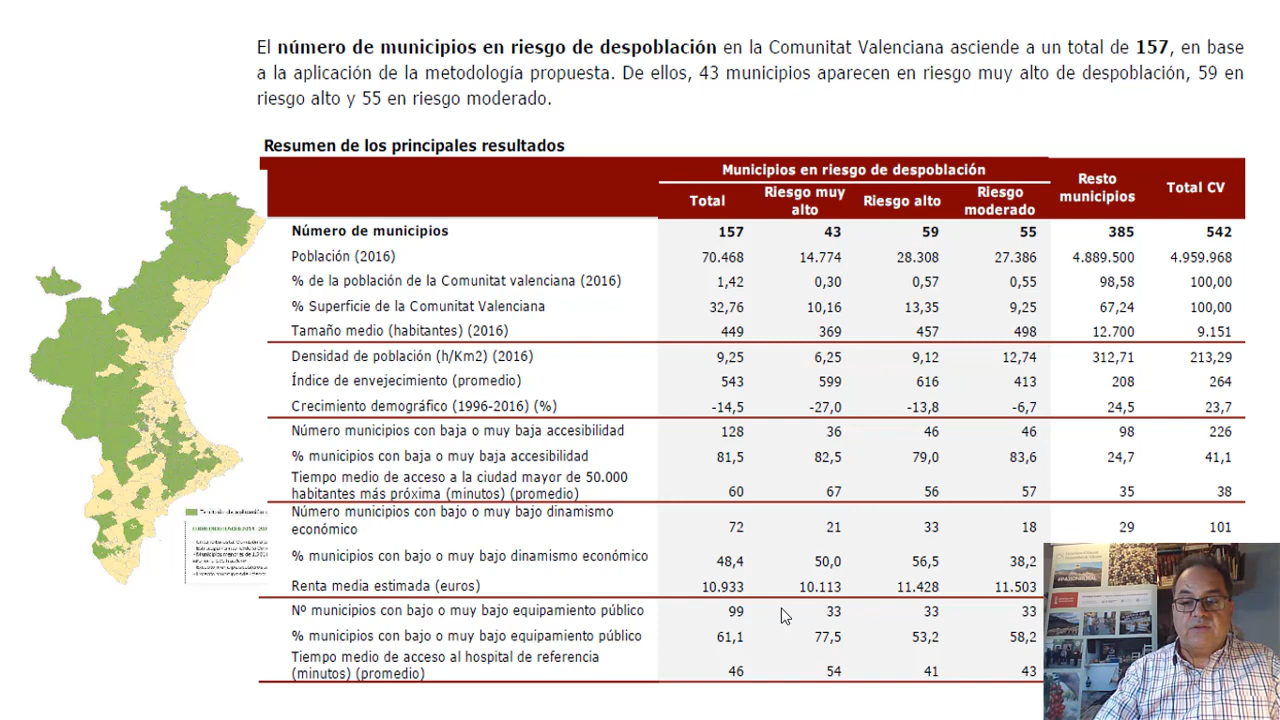 El número de municipios en riesgo de despoblación en la Comunitat Valenciana asciende a un total de 157, en base
a la aplicación de la metodología propuesta. De ellos, 43 municipios aparecen en riesgo muy alto de despoblación, 59 en
riesgo alto y 55 en riesgo moderado.
Resumen de los principales resultados
Municipios en riesgo de despoblación
Total Riesgo muy alto Riesgo alto Riesgo moderado Resto municipios Total CV
Número de municipios 157 43 59 55 385 542
Población (2016) 70.468 14.774 28.308 27.386 4.889.500 4.959.968
% de la población de la Comunitat valenciana (2016) 1,42 0,30 0,57 0,55 98,58 100,00
% Superficie de la Comunitat Valenciana 32,76 10,16 13,35 9,25 67,24 100,00
Tamaño medio (habitantes) (2016) 449 369 457 498 12.700 9.151
Densidad de población (h/Km2) (2016) 9,25 6,25 9,12 12,74 312,71 213,29
Índice de envejecimiento (promedio) 543 599 616 413 208 264
Crecimiento demográfico (1996-2016) (%) -14,5 -27,0 -13,8 -6,7 24,5 23,7
Número municipios con baja o muy baja accesibilidad 128 36 46 46 98 226
% municipios con baja o muy baja accesibilidad 81,5 82,5 79,0 83,6 24,7 41,1
Tiempo medio de acceso a la ciudad mayor de 50.000
habitantes más próxima (minutos) (promedio) 60 67 56 57 35 38
Número municipios con bajo o muy bajo dinamismo
económico 72 21 33 18 29 101
% municipios con bajo o muy bajo dinamismo económico 48,4 50,0 56,5 38,2
Renta media estimada (euros) 10.933 10.113 11.428 11.503
Nº municipios con bajo o muy bajo equipamiento público 99 33 33 33
% municipios con bajo o muy bajo equipamiento público 61,1 77,5 53,2 58,2
Tiempo medio de acceso al hospital de referencia
(minutos) (promedio) 46 54 41 43